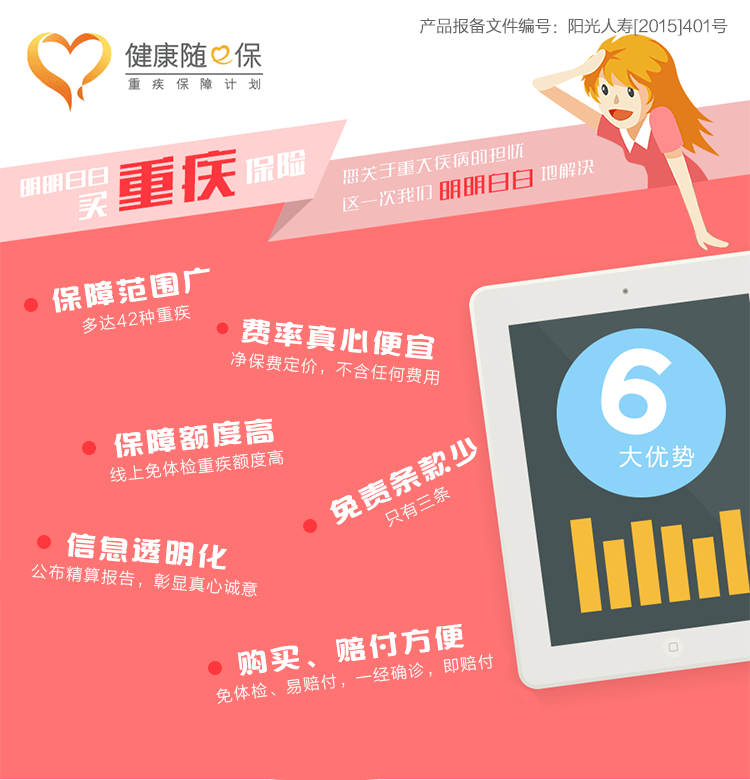 产品报备文件编号：阳光人寿[2015]401号
健康随e保
重疾保障计划
明明白白
买重疾保险
您关于重大疾病的担忧
这一次我们明明白白地解决
保障范围广
多达42种重疾
费率真心便宜
净保费定价，不含任何费用
6
大优势
保障额度高
线上免体检重疾额度高
免责条款少
只有三条
信息透明化
公布精算报告，彰显真心诚意
购买、赔付方便
免体检、易赔付，一经确诊，即赔付